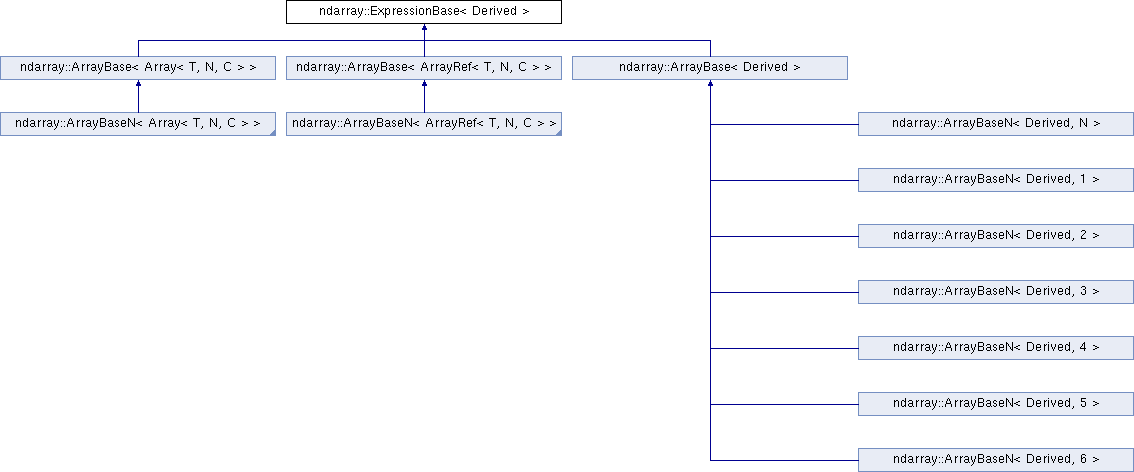 ndarray::ExpressionBase< Derived >
ndarray::ArrayBase< Array< T, N, C > >
ndarray::ArrayBase< ArrayRef< T, N, C > >
ndarray::ArrayBase< Derived >
ndarray::ArrayBaseN< Array< T, N, C > >
ndarray::ArrayBaseN< ArrayRef< T, N, C > >
ndarray::ArrayBaseN< Derived, N >
ndarray::ArrayBaseN< Derived, 1 >
ndarray::ArrayBaseN< Derived, 2 >
ndarray::ArrayBaseN< Derived, 3 >
ndarray::ArrayBaseN< Derived, 4 >
ndarray::ArrayBaseN< Derived, 5 >
ndarray::ArrayBaseN< Derived, 6 >